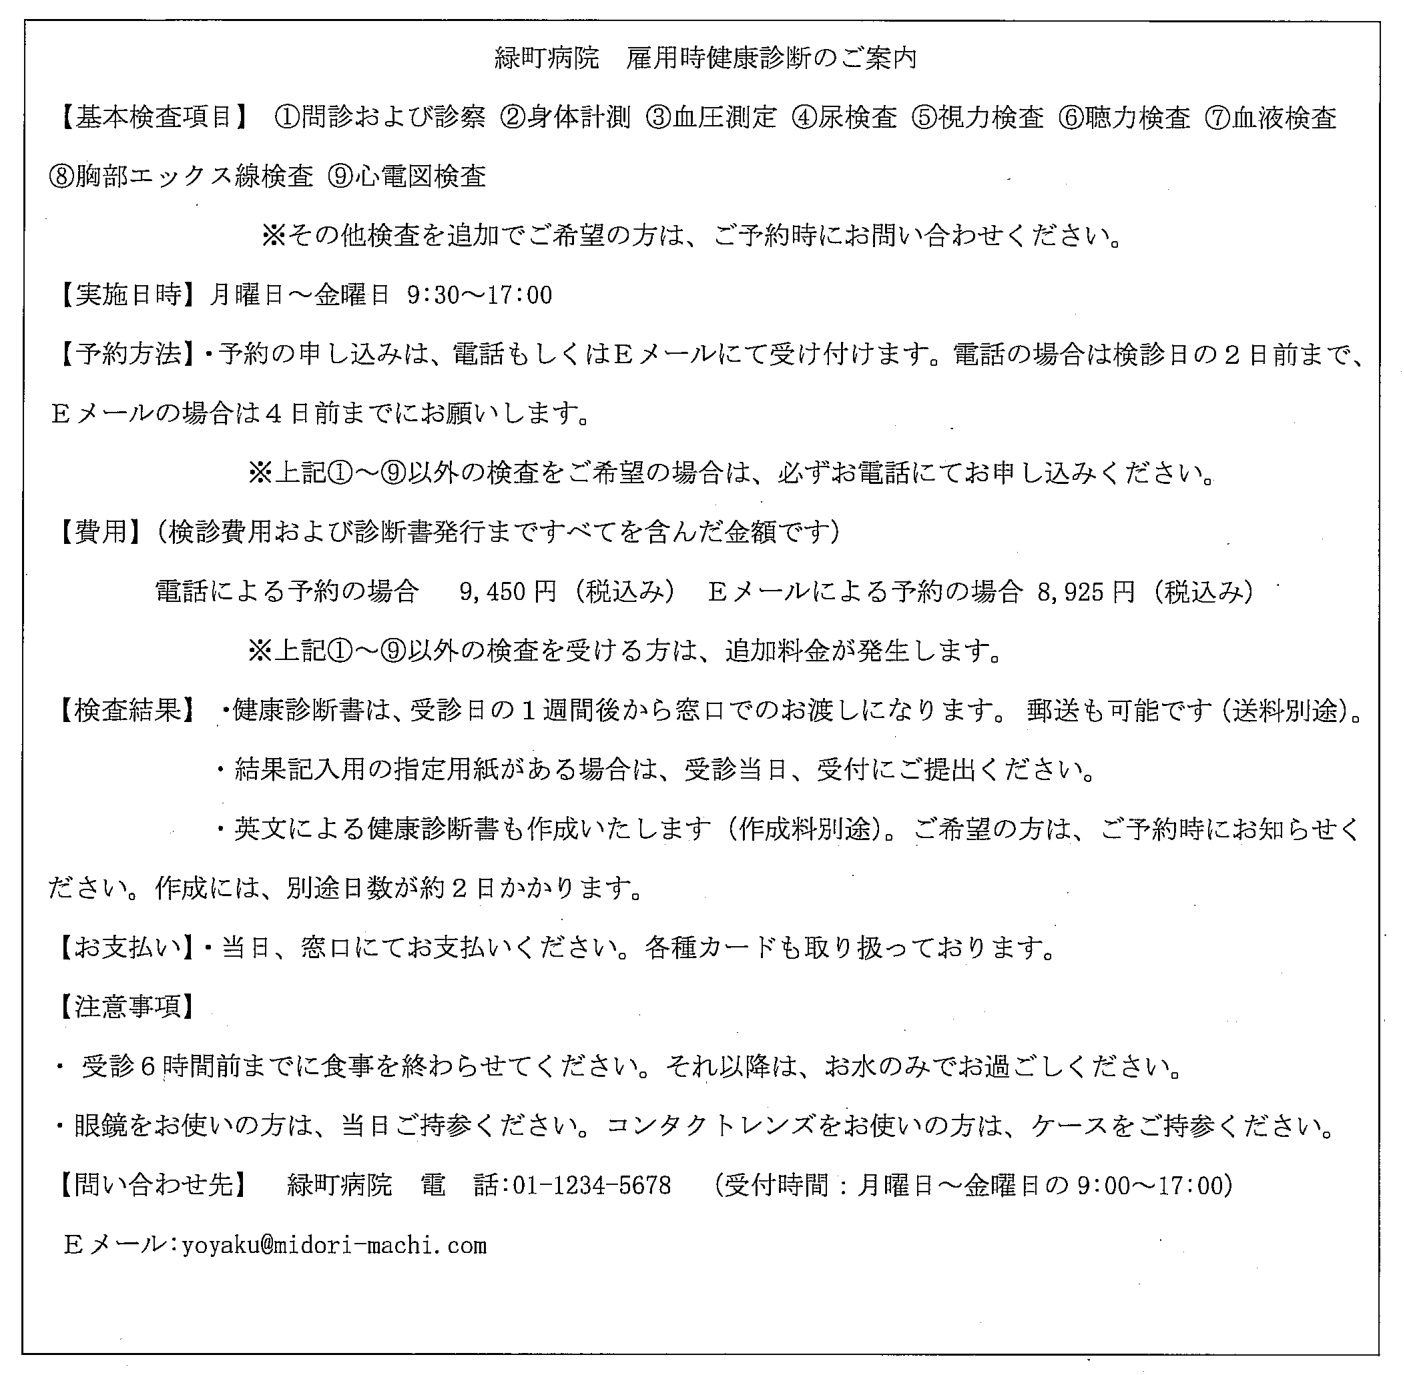 緑町病院　雇用時健康診断のご案内
【基本検査項目】 ①問診および診察 ②身体計測 ③血圧測定 ④尿検査 ⑤視力検査 ⑥聴力検査 ⑦血液検査
⑧胸部エックス線検査 ⑨心電図検査
※その他検査を追加でご希望の方は、ご予約時にお問い合わせください。
【実施日時】月曜日～金曜日 9:30～17:00
【予約方法】・予約の申し込みは、電話もしくはEメールにて受け付けます。電話の場合は検診日の２日前まで、
Eメールの場合は４日前までにお願いします。
※上記①～⑨以外の検査をご希望の場合は、必ずお電話にてお申し込みください。
【費用】（検診費用および診断書発行まですべてを含んだ金額です）
電話による予約の場合　9,450円（税込み）　Eメールによる予約の場合 8,925円（税込み）
※上記①～⑨以外の検査を受ける方は、追加料金が発生します。
【検査結果】 ・健康診断書は、受診日の１週間後から窓口でのお渡しになります。 郵送も可能です（送料別途）。
・結果記入用の指定用紙がある場合は、受診当日、受付にご提出ください。
・英文による健康診断書も作成いたします（作成料別途）。ご希望の方は、ご予約時にお知らせく
ださい。作成には、別途日数が約２日かかります。
【お支払い】・当日、窓口にてお支払いください。各種カードも取り扱っております。
【注意事項】
・ 受診６時間前までに食事を終わらせてください。それ以降は、お水のみでお過ごしください。
・眼鏡をお使いの方は、当日ご持参ください。コンタクトレンズをお使いの方は、ケースをご持参ください。
【問い合わせ先】　緑町病院　電　話:01-1234-5678　（受付時間：月曜日～金曜日の9:00～17:00）
Eメール:yoyaku@midori-machi.com